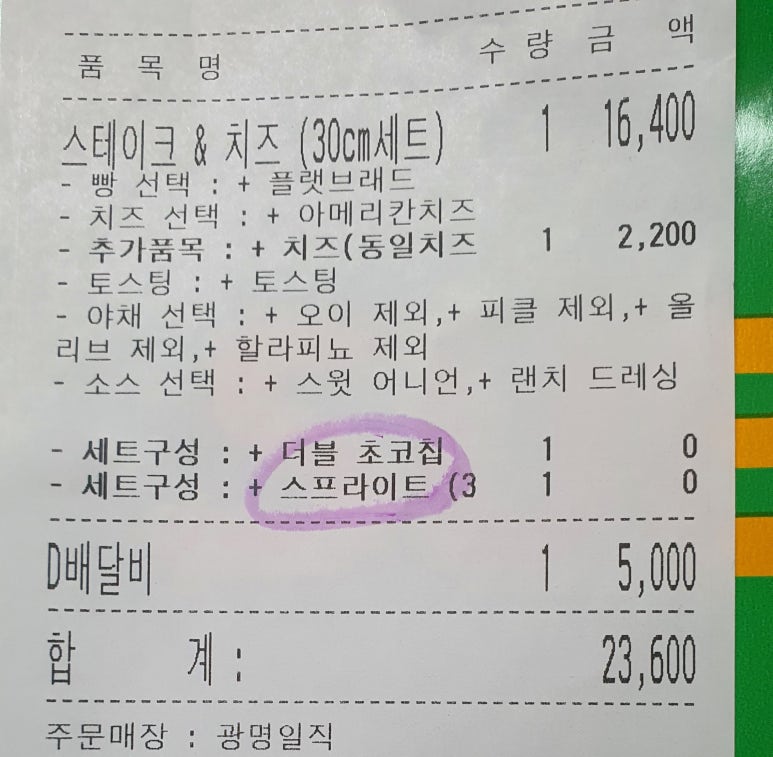 품 목 명 수 량 금 액
스테이크 & 치즈 (30cm세트) 1 16,400
- 빵 선택 : + 플랫브래드
- 치즈 선택 : + 아메리칸치즈
- 추가품목 : + 치즈(동일치즈 1 2,200
- 토스팅 : + 토스팅
- 야채 선택 : + 오이 제외,+ 피클 제외,+ 올
리브 제외,+ 할라피뇨 제외
- 소스 선택 : + 스윗 어니언,+ 랜치 드레싱
- 세트구성 : + 더블 초코칩 1 0
- 세트구성 : + 스프라이트 (3 1 0
D배달비 1 5,000
합 계 : 23,600
주문매장 : 광명일직